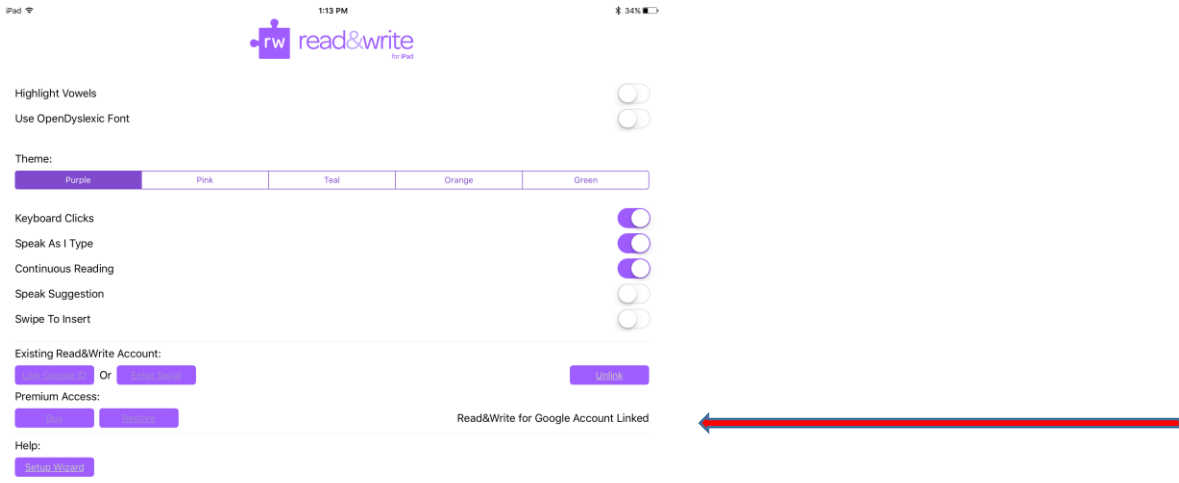 iPad 1:13 PM 34%
rw read&write
for iPad
Highlight Vowels
Use OpenDyslexic Font
Theme:
Purple Pink Teal Orange Green
Keyboard Clicks
Speak As I Type
Continuous Reading
Speak Suggestion
Swipe To Insert
Existing Read&Write Account:
Link Google ID Or Enter Serial Unlink
Premium Access:
Buy Restore Read&Write for Google Account Linked
Help:
Setup Wizard